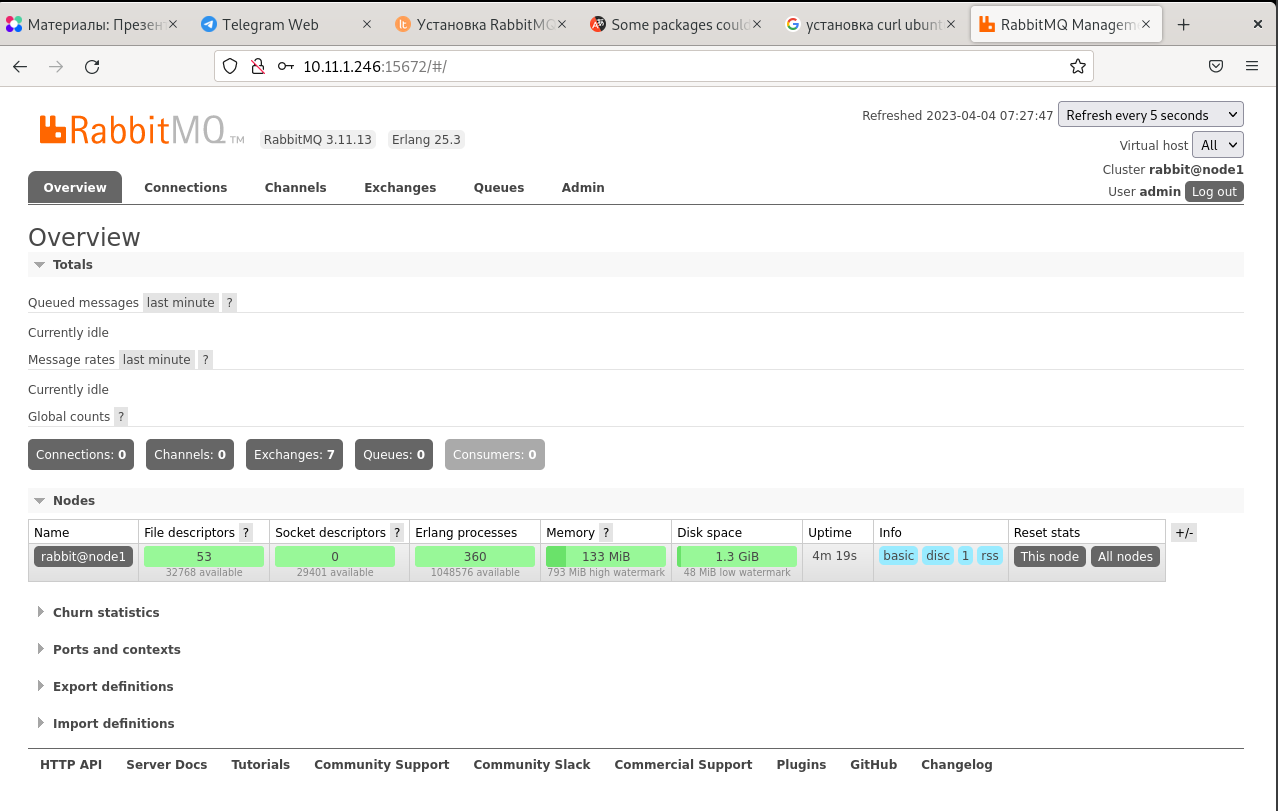 Материалы: Презен
Telegram Web
Установка RabbitMQ
Some packages could
установка curl ubunt
RabbitMQ Managem
10.11.1.246:15672/#/
RabbitMQ TM
RabbitMQ 3.11.13
Erlang 25.3
Refreshed 2023-04-04 07:27:47
Refresh every 5 seconds
Virtual host All
Cluster rabbit@node1
User admin Log out
Overview Connections Channels Exchanges Queues Admin
Overview
Totals
Queued messages last minute ?
Currently idle
Message rates last minute ?
Currently idle
Global counts ?
Connections: 0 Channels: 0 Exchanges: 7 Queues: 0 Consumers: 0
Nodes
Name File descriptors ? Socket descriptors ? Erlang processes Memory ? Disk space Uptime Info Reset stats +/-
rabbit@node1 53 0 360 133 MiB 1.3 GiB 4m 19s basic disc 1 rss This node All nodes
32768 available 29401 available 1048576 available 793 MiB high watermark 48 MiB low watermark
Churn statistics
Ports and contexts
Export definitions
Import definitions
HTTP API Server Docs Tutorials Community Support Community Slack Commercial Support Plugins GitHub Changelog